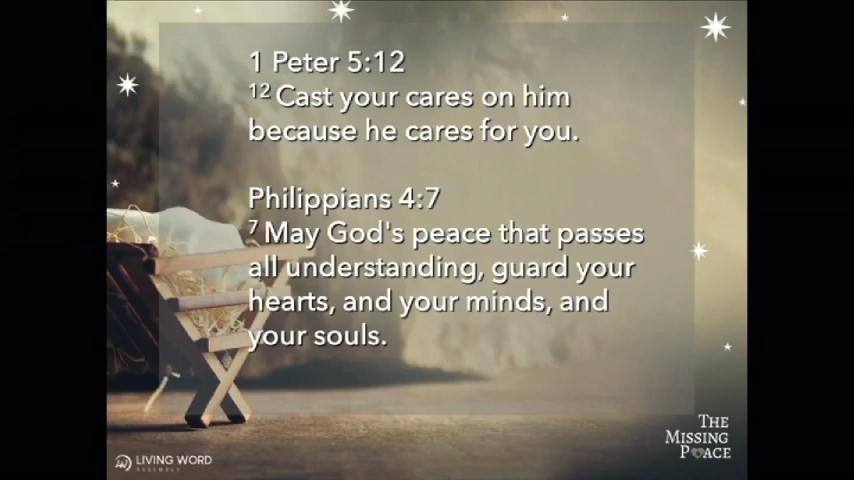 1 Peter 5:12
12 Cast your cares on him
because he cares for you.
Philippians 4:7
7 May God's peace that passes
all understanding, guard your
hearts, and your minds, and
your souls.
THE
MISSING
PEACE
LIVING WORD
ASSEMBLY